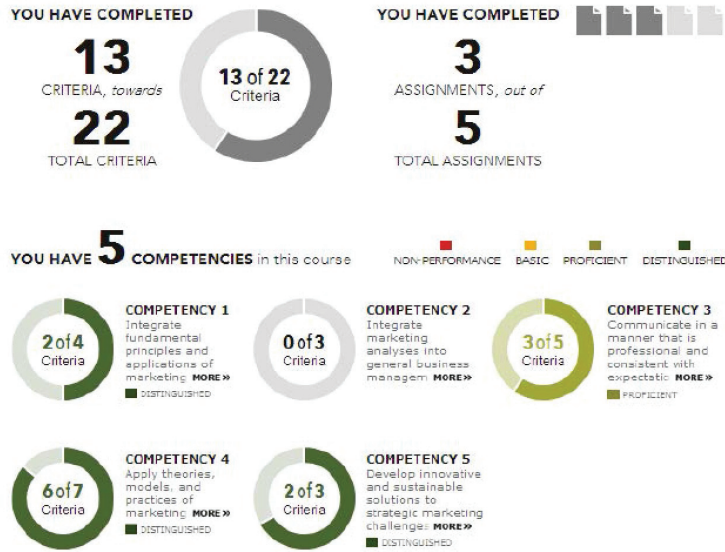 YOU HAVE COMPLETED
13
CRITERIA, towards
22
TOTAL CRITERIA
13 of 22
Criteria
YOU HAVE COMPLETED
3
ASSIGNMENTS, out of
5
TOTAL ASSIGNMENTS
YOU HAVE 5 COMPETENCIES in this course
NON-PERFORMANCE BASIC PROFICIENT DISTINGUISHED
2 of 4
Criteria
COMPETENCY 1
Integrate
fundamental
principles and
applications of
marketing MORE»
DISTINGUISHED
0 of 3
Criteria
COMPETENCY 2
Integrate
marketing
analyses into
general business
managem MORE»
3 of 5
Criteria
COMPETENCY 3
Communicate in a
manner that is
professional and
consistent with
expectatic MORE»
PROFICIENT
6 of 7
Criteria
COMPETENCY 4
Apply theories,
models, and
practices of
marketing MORE»
DISTINGUISHED
2 of 3
Criteria
COMPETENCY 5
Develop innovative
and sustainable
solutions to
strategic marketing
challenge: MORE»
DISTINGUISHED